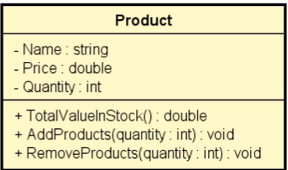 Product
- Name : string
- Price : double
- Quantity : int
+ TotalValueInStock() : double
+ AddProducts(quantity : int) : void
+ RemoveProducts(quantity : int) : void